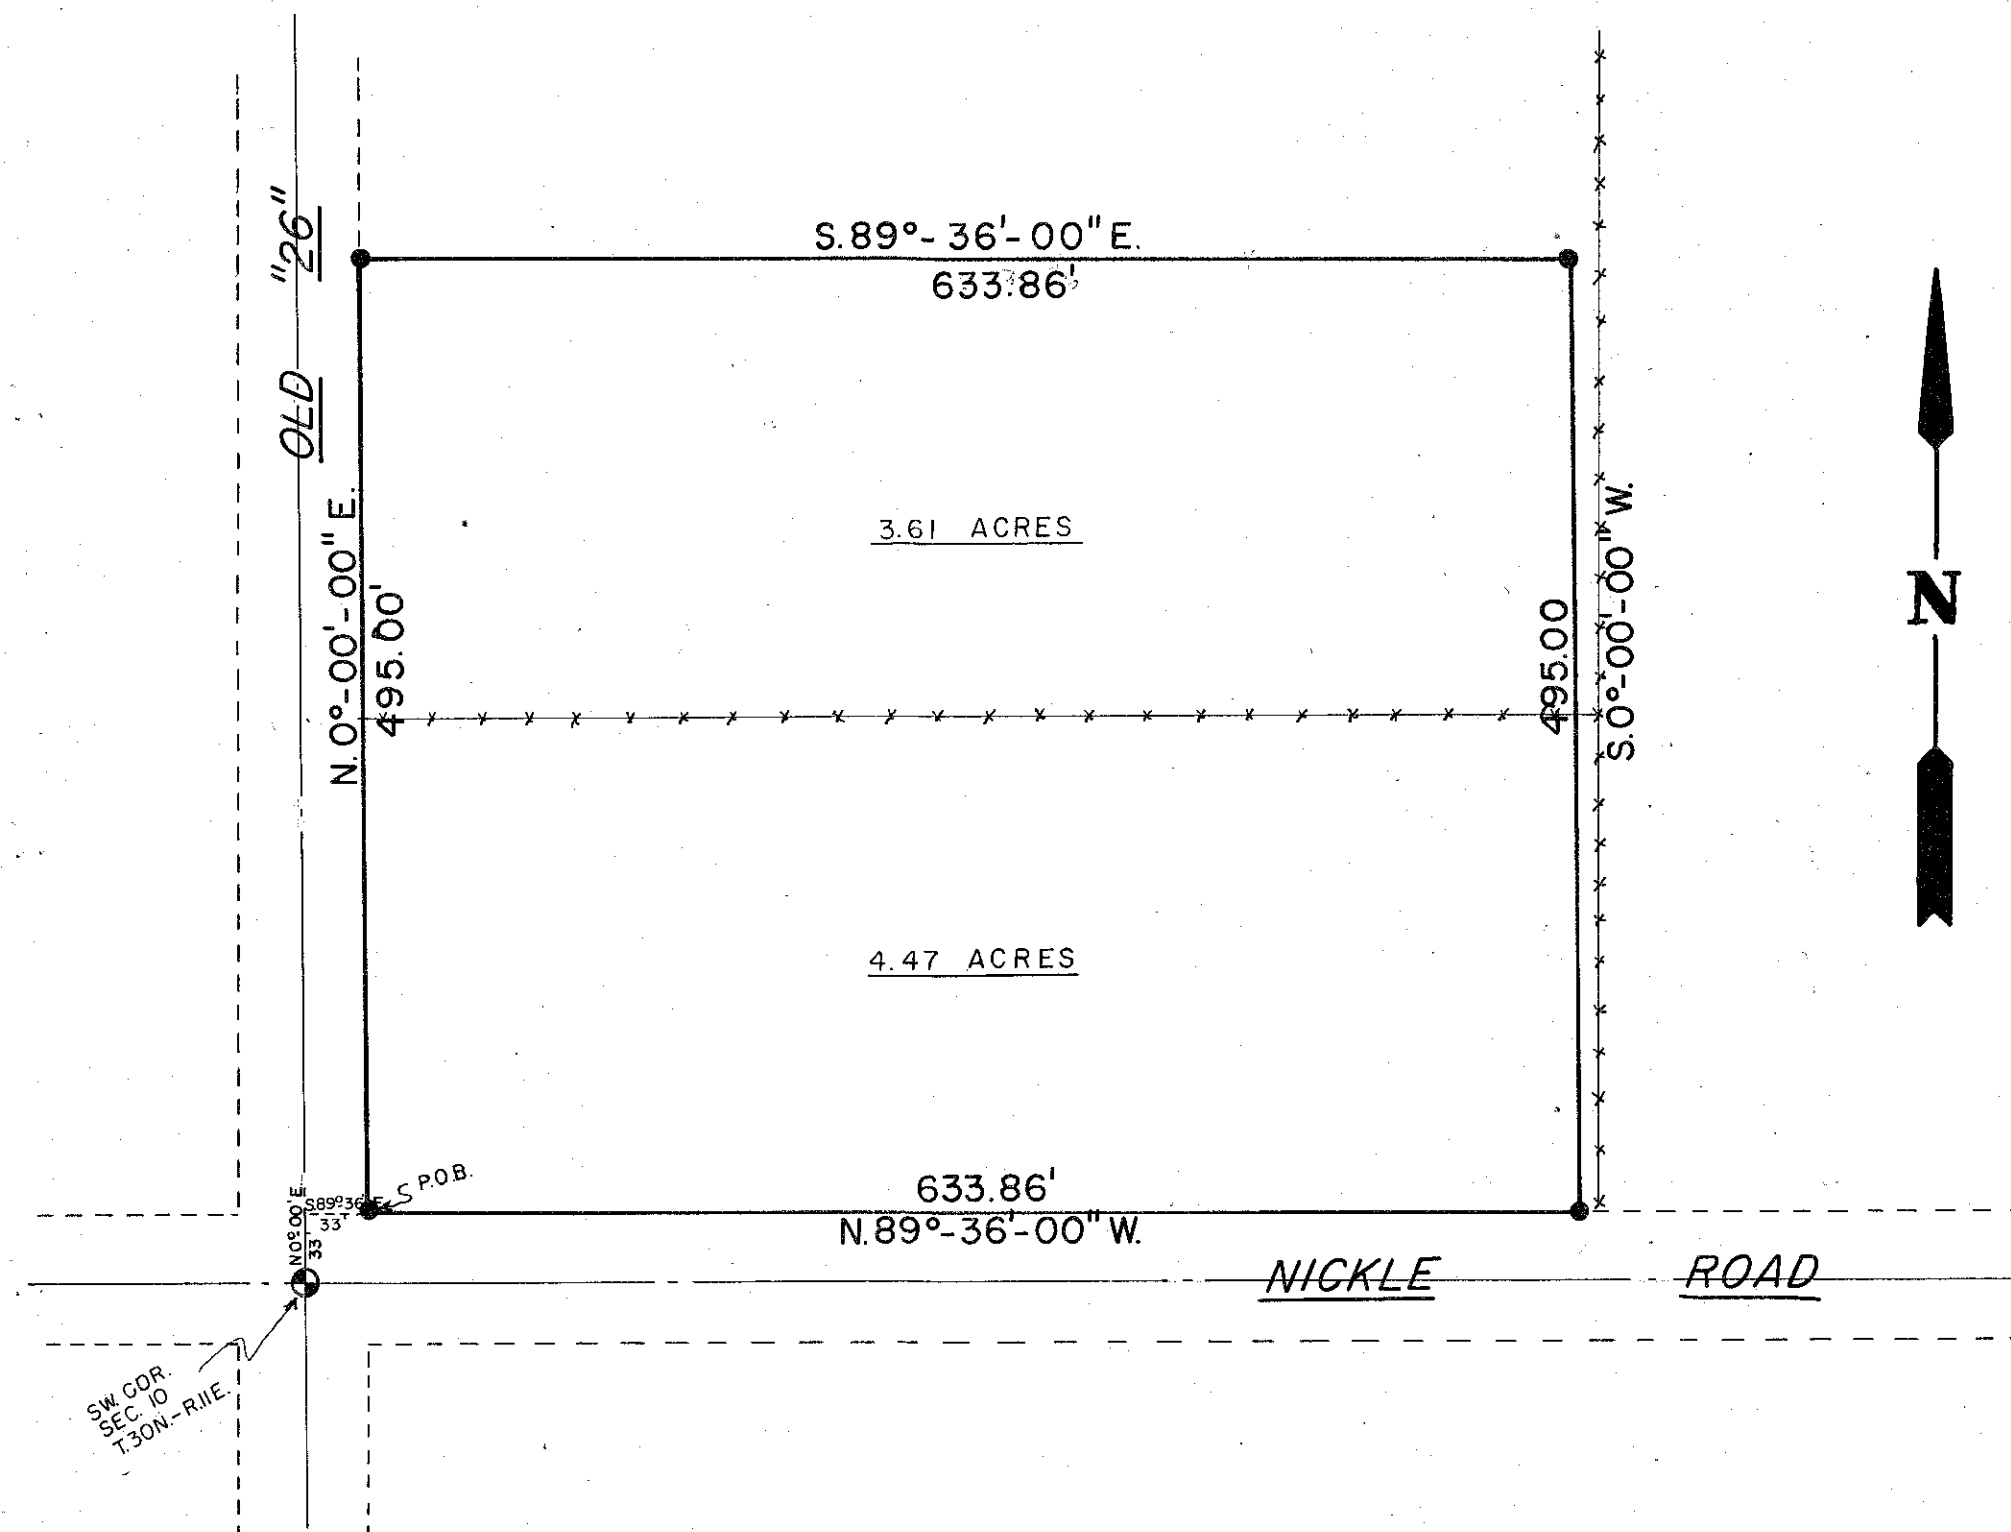 OLD "26"
S. 89°- 36'- 00" E.
633.86'
N. 0°-00'-00" E.
495.00'
3.61 ACRES
495.00
S. 0°-00'-00" W.
N
4.47 ACRES
P.O.B.
S89°36' E
33'
N0°00' E
33'
633.86'
N. 89°-36'-00" W.
NICKLE ROAD
SW. COR.
SEC. 10
T.30N.-R.11E.